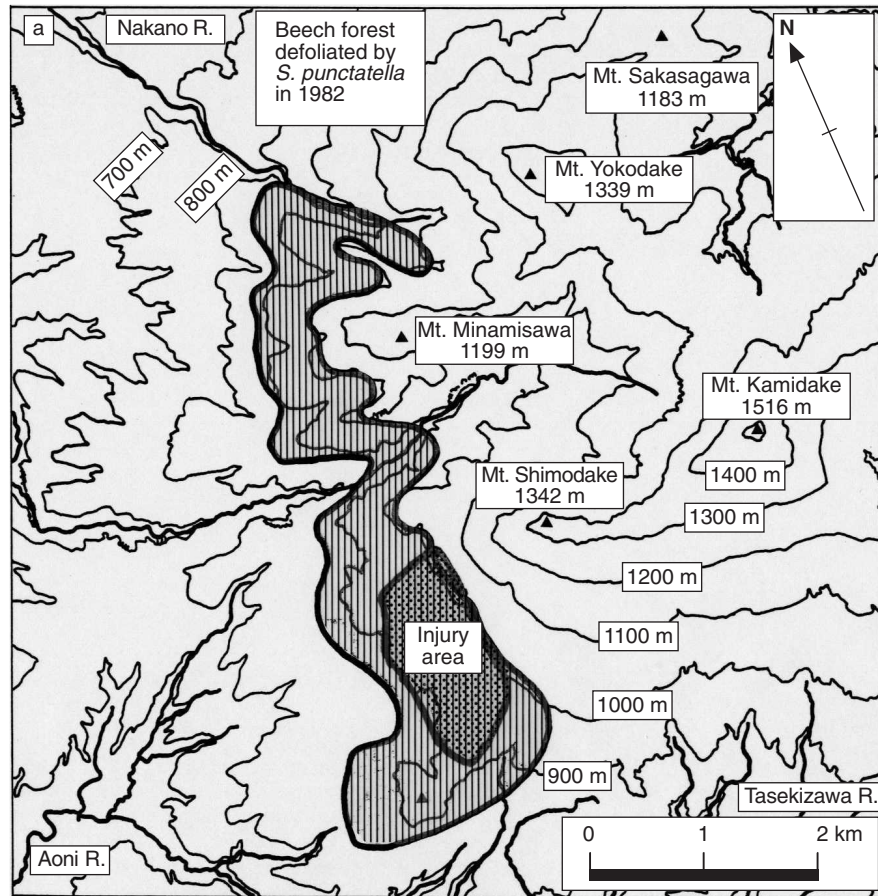 a
Nakano R.
Beech forest
defoliated by
S. punctatella
in 1982
N
Mt. Sakasagawa
1183 m
700 m
800 m
Mt. Yokodake
1339 m
Mt. Minamisawa
1199 m
Mt. Kamidake
1516 m
Mt. Shimodake
1342 m
1400 m
1300 m
1200 m
Injury
area
1100 m
1000 m
900 m
Tasekizawa R.
0 1 2 km
Aoni R.